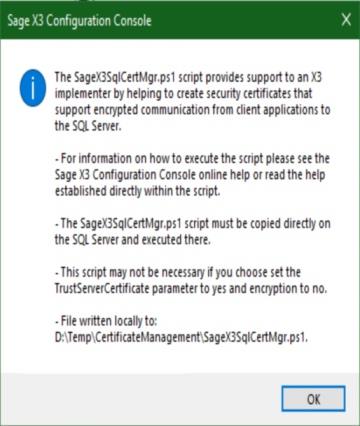 Sage X3 Configuration Console
X
i
The SageX3SqlCertMgr.ps1 script provides support to an X3
implementer by helping to create security certificates that
support encrypted communication from client applications to
the SQL Server.
- For information on how to execute the script please see the
Sage X3 Configuration Console online help or read the help
established directly within the script.
- The SageX3SqlCertMgr.ps1 script must be copied directly on
the SQL Server and executed there.
- This script may not be necessary if you choose set the
TrustServerCertificate parameter to yes and encryption to no.
- File written locally to:
D:\Temp\CertificateManagement\SageX3SqlCertMgr.ps1.
OK